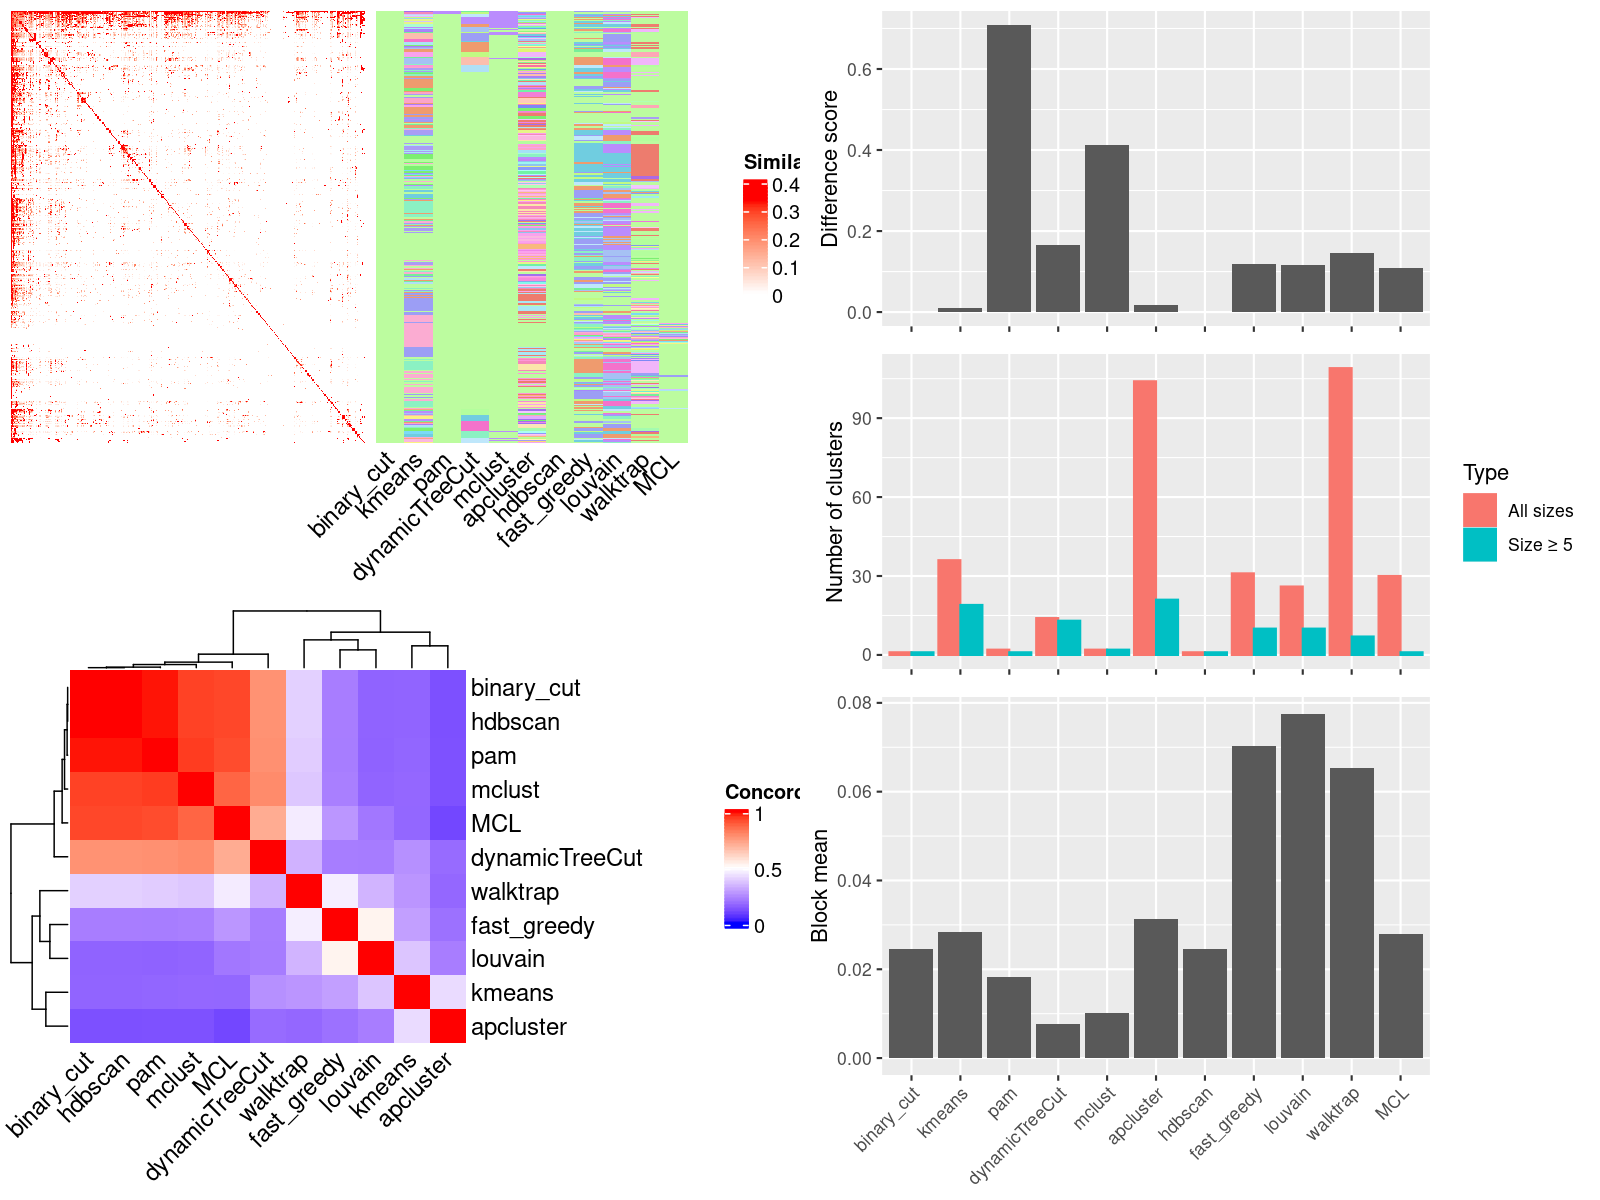 Simila
0.4
0.3
0.2
0.1
0
binary_cut
kmeans
pam
dynamicTreeCut
mclust
apcluster
hdbscan
fast_greedy
louvain
walktrap
MCL
binary_cut
hdbscan
pam
mclust
MCL
dynamicTreeCut
walktrap
fast_greedy
louvain
kmeans
apcluster
binary_cut
hdbscan
pam
mclust
MCL
dynamicTreeCut
walktrap
fast_greedy
louvain
kmeans
apcluster
Concord
1
0.5
0
Difference score
0.6
0.4
0.2
0.0
Number of clusters
90
60
30
0
Type
All sizes
Size ≥ 5
Block mean
0.08
0.06
0.04
0.02
0.00
binary_cut
kmeans
pam
dynamicTreeCut
mclust
apcluster
hdbscan
fast_greedy
louvain
walktrap
MCL